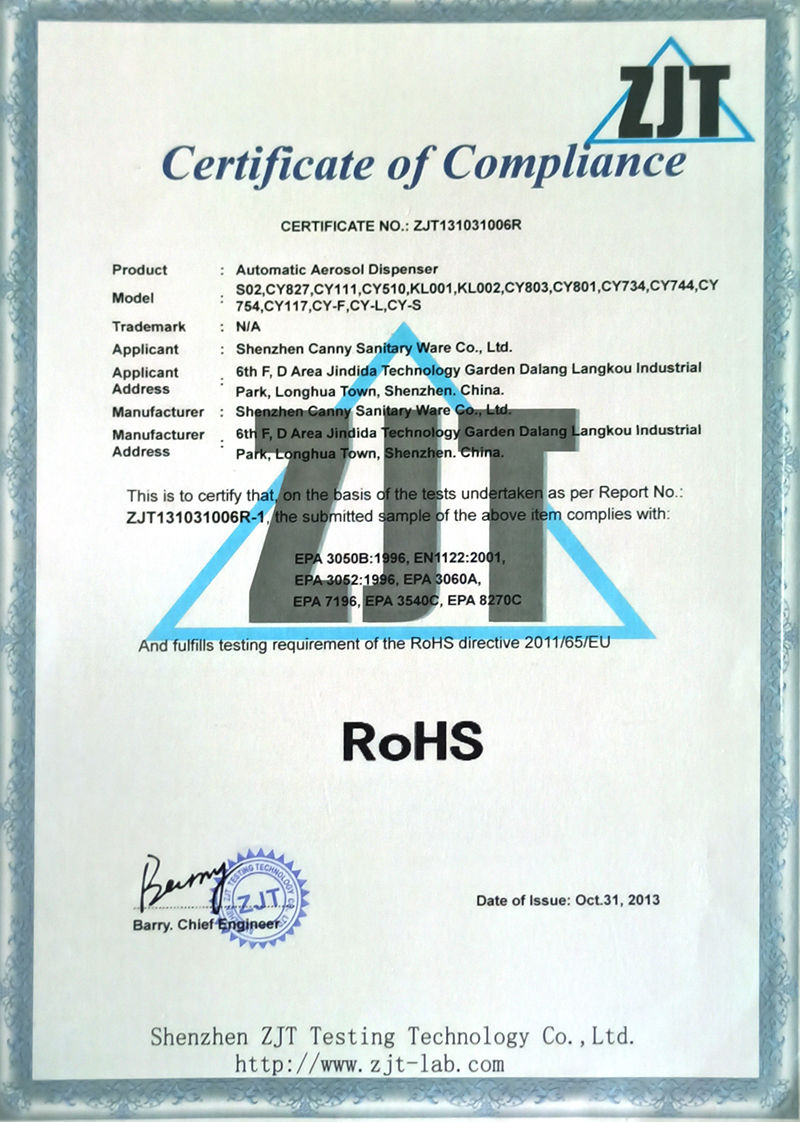 ZJT
Certificate of Compliance
CERTIFICATE NO.: ZJT131031006R
Product : Automatic Aerosol Dispenser
Model : S02,CY827,CY111,CY510,KL001,KL002,CY803,CY801,CY734,CY744,CY
754,CY117,CY-F,CY-L,CY-S
Trademark : N/A
Applicant : Shenzhen Canny Sanitary Ware Co., Ltd.
Applicant Address : 6th F, D Area Jindida Technology Garden Dalang Langkou Industrial
Park, Longhua Town, Shenzhen. China.
Manufacturer : Shenzhen Canny Sanitary Ware Co., Ltd.
Manufacturer Address : 6th F, D Area Jindida Technology Garden Dalang Langkou Industrial
Park, Longhua Town, Shenzhen. China.
ZJT
This is to certify that, on the basis of the tests undertaken as per Report No.:
ZJT131031006R-1, the submitted sample of the above item complies with:
EPA 3050B:1996, EN1122:2001,
EPA 3052:1996, EPA 3060A,
EPA 7196, EPA 3540C, EPA 8270C
And fulfills testing requirement of the RoHS directive 2011/65/EU
RoHS
Barry
ZJT TESTING TECHNOLOGY CO., LTD
ZJT
Barry. Chief Engineer
Date of Issue: Oct.31, 2013
Shenzhen ZJT Testing Technology Co.,Ltd.
http://www.zjt-lab.com